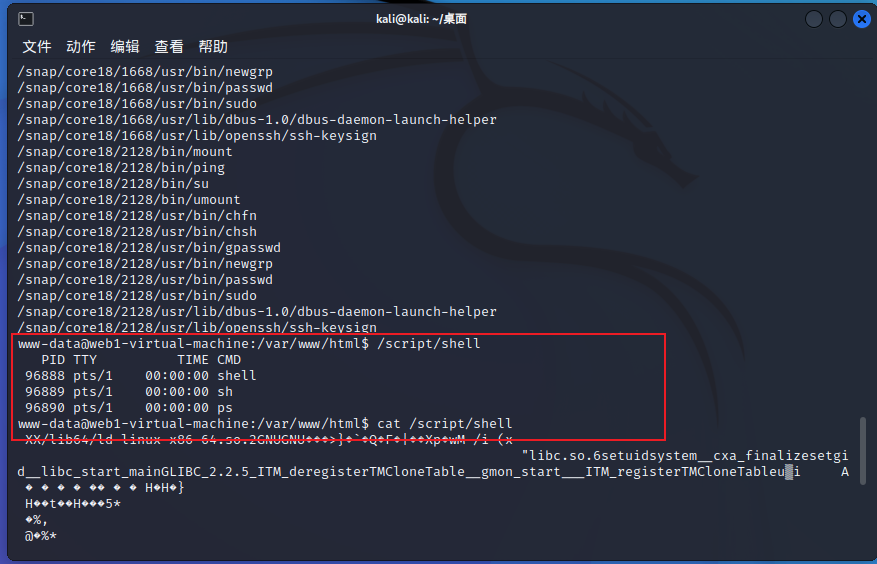 kali@kali: ~/桌面
文件 动作 编辑 查看 帮助
/snap/core18/1668/usr/bin/newgrp
/snap/core18/1668/usr/bin/passwd
/snap/core18/1668/usr/bin/sudo
/snap/core18/1668/usr/lib/dbus-1.0/dbus-daemon-launch-helper
/snap/core18/1668/usr/lib/openssh/ssh-keysign
/snap/core18/2128/bin/mount
/snap/core18/2128/bin/ping
/snap/core18/2128/bin/su
/snap/core18/2128/bin/umount
/snap/core18/2128/usr/bin/chfn
/snap/core18/2128/usr/bin/chsh
/snap/core18/2128/usr/bin/gpasswd
/snap/core18/2128/usr/bin/newgrp
/snap/core18/2128/usr/bin/passwd
/snap/core18/2128/usr/bin/sudo
/snap/core18/2128/usr/lib/dbus-1.0/dbus-daemon-launch-helper
/snap/core18/2128/usr/lib/openssh/ssh-keysign
www-data@web1-virtual-machine:/var/www/html$ /script/shell
PID TTY TIME CMD
96888 pts/1 00:00:00 shell
96889 pts/1 00:00:00 sh
96890 pts/1 00:00:00 ps
www-data@web1-virtual-machine:/var/www/html$ cat /script/shell
XX/lib64/ld-linux-x86-64.so.2GNUGNU���>}�`�Q�F�|��Xp�wM /i (x
"libc.so.6setuidsystem__cxa_finalizesetgi
d__libc_start_mainGLIBC_2.2.5_ITM_deregisterTMCloneTable__gmon_start___ITM_registerTMCloneTableu i A
� � � � �� � � H�H�}
H��t��H���5*
�%,
@�%*